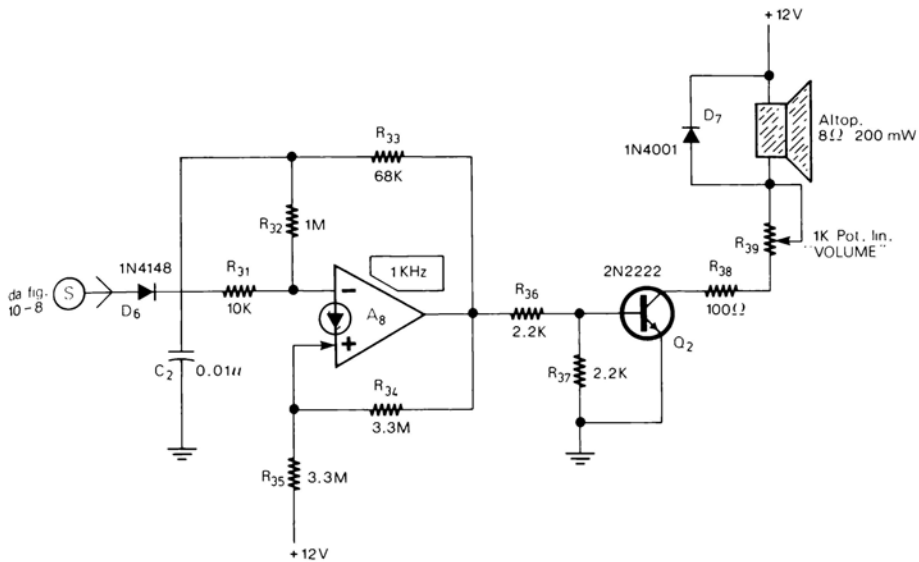 +12V
D7
1N4001
Altop.
8Ω 200 mW
R33
68K
R32
1M
R39
1K Pot. lin.
"VOLUME"
da fig.
10-8
S
1N4148
D6
R31
10K
1KHz
A8
−
+
R36
2.2K
2N2222
Q2
R38
100Ω
C2
0.01u
R34
3.3M
R37
2.2K
R35
3.3M
+12V